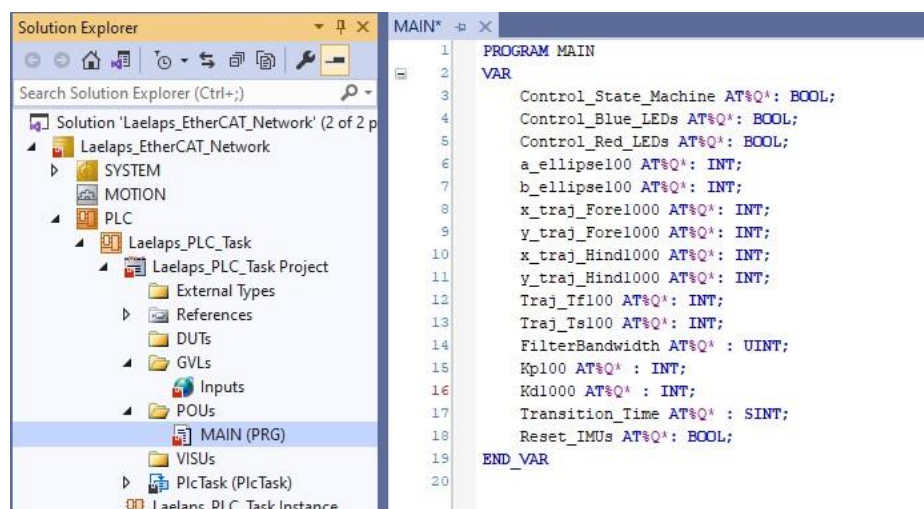 Solution Explorer
Search Solution Explorer (Ctrl+;)
Solution 'Laelaps_EtherCAT_Network' (2 of 2 p
Laelaps_EtherCAT_Network
SYSTEM
MOTION
PLC
Laelaps_PLC_Task
Laelaps_PLC_Task Project
External Types
References
DUTs
GVLs
Inputs
POUs
MAIN (PRG)
VISUs
PlcTask (PlcTask)
Laelaps_PLC_Task Instance
MAIN*
1 PROGRAM MAIN
2 VAR
3 Control_State_Machine AT%Q*: BOOL;
4 Control_Blue_LEDs AT%Q*: BOOL;
5 Control_Red_LEDs AT%Q*: BOOL;
6 a_ellipse100 AT%Q*: INT;
7 b_ellipse100 AT%Q*: INT;
8 x_traj_Fore1000 AT%Q*: INT;
9 y_traj_Fore1000 AT%Q*: INT;
10 x_traj_Hind1000 AT%Q*: INT;
11 y_traj_Hind1000 AT%Q*: INT;
12 Traj_Tf100 AT%Q*: INT;
13 Traj_Ts100 AT%Q*: INT;
14 FilterBandwidth AT%Q* : UINT;
15 Kp100 AT%Q* : INT;
16 Kd1000 AT%Q* : INT;
17 Transition_Time AT%Q* : SINT;
18 Reset_IMUs AT%Q*: BOOL;
19 END_VAR
20